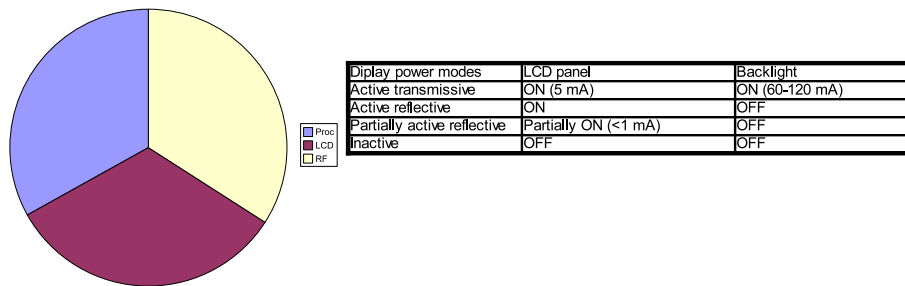 Diplay power modes LCD panel Backlight
Active transmissive ON (5 mA) ON (60-120 mA)
Active reflective ON OFF
Partially active reflective Partially ON (<1 mA) OFF
Inactive OFF OFF
Proc
LCD
RF